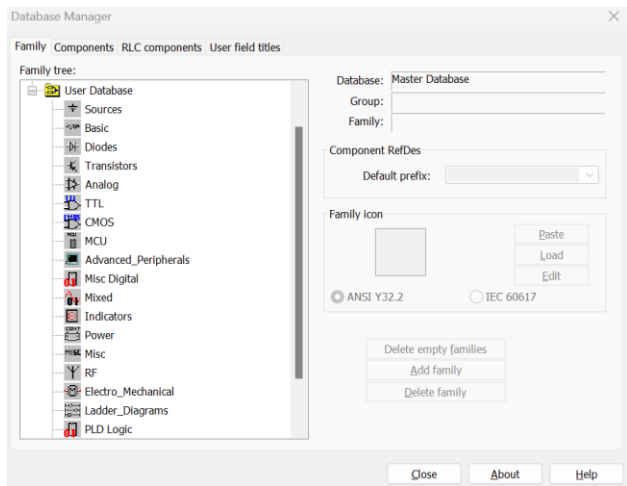 Database Manager
Family Components RLC components User field titles
Family tree:
User Database
Sources
Basic
Diodes
Transistors
Analog
TTL
CMOS
MCU
Advanced_Peripherals
Misc Digital
Mixed
Indicators
Power
Misc
RF
Electro_Mechanical
Ladder_Diagrams
PLD Logic
Database: Master Database
Group:
Family:
Component RefDes
Default prefix:
Family icon
Paste
Load
Edit
ANSI Y32.2 IEC 60617
Delete empty families
Add family
Delete family
Close About Help